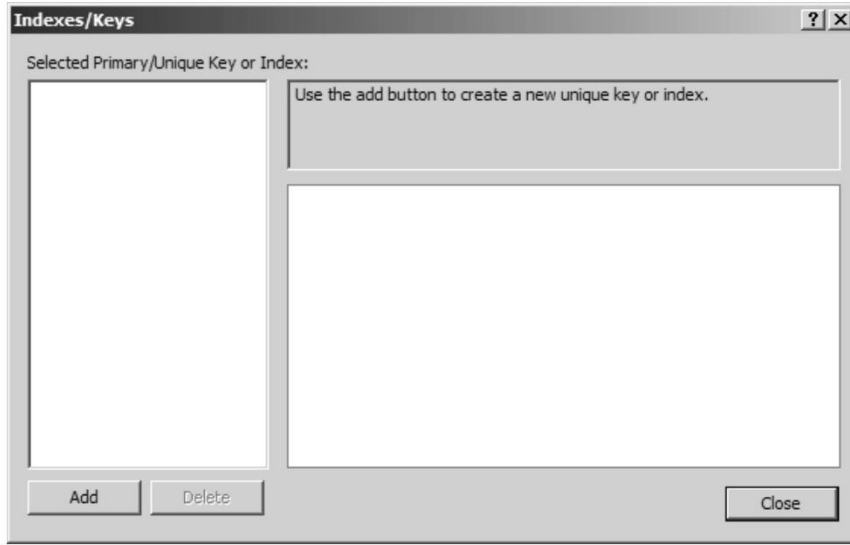 Indexes/Keys
Selected Primary/Unique Key or Index:
Use the add button to create a new unique key or index.
Add
Delete
Close